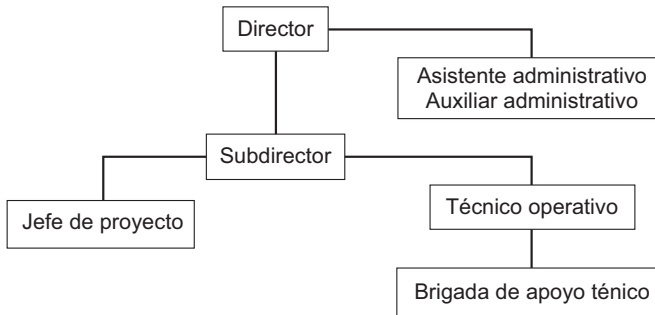 Director
Asistente administrativo
Auxiliar administrativo
Subdirector
Jefe de proyecto
Técnico operativo
Brigada de apoyo ténico